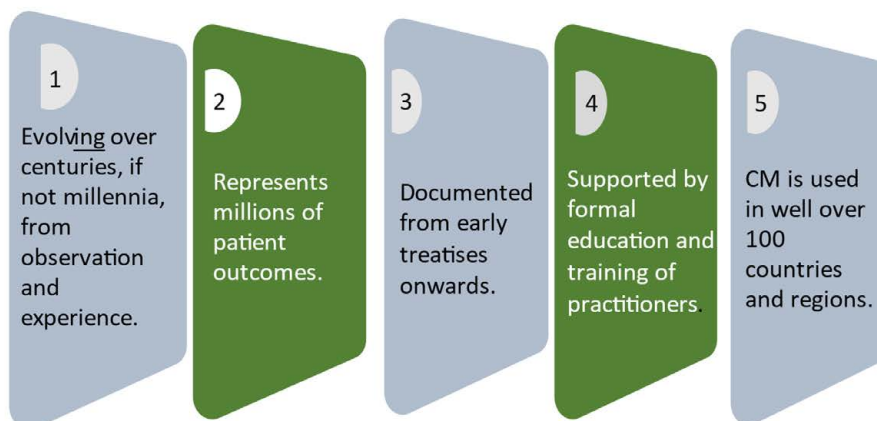 1
Evolving over
centuries, if
not millennia,
from
observation
and
experience.
2
Represents
millions of
patient
outcomes.
3
Documented
from early
treatises
onwards.
4
Supported by
formal
education and
training of
practitioners.
5
CM is used
in well over
100
countries
and regions.